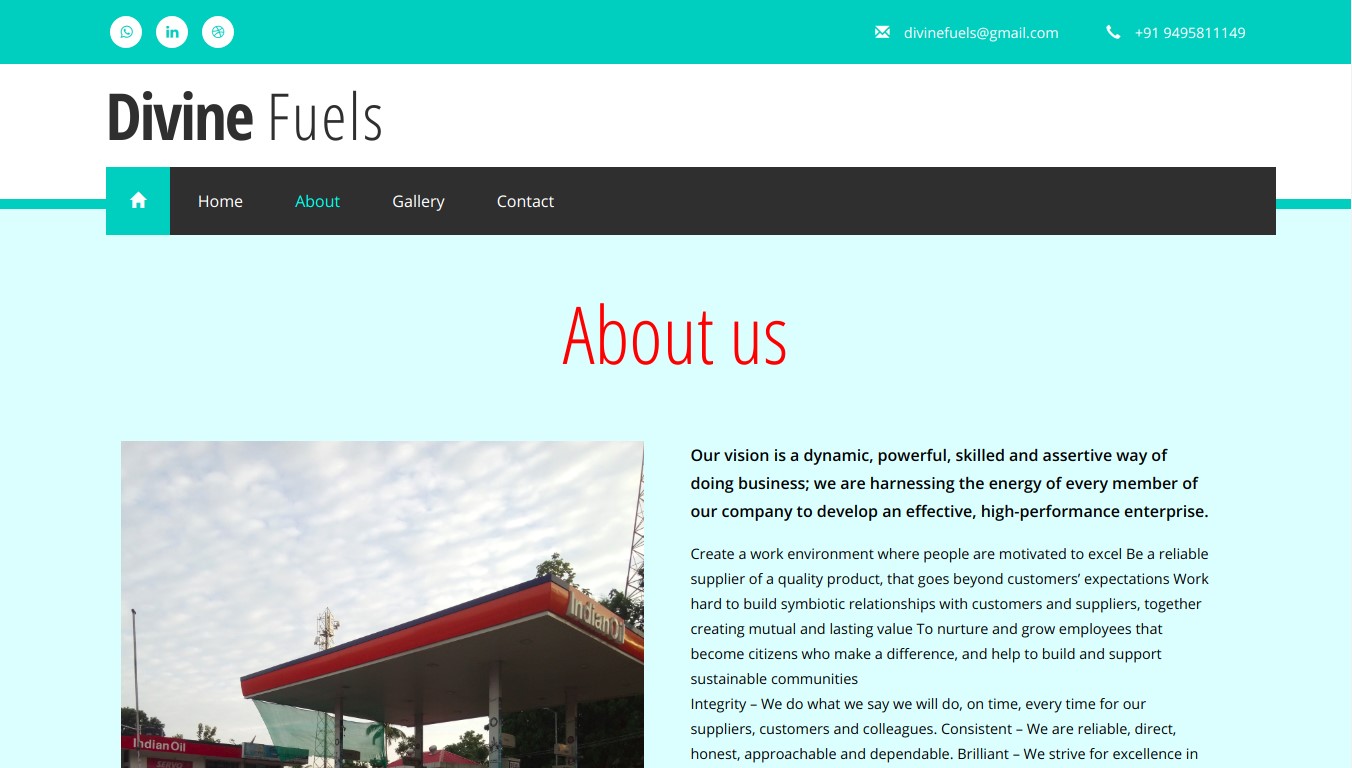 divinefuels@gmail.com
+91 9495811149
Divine Fuels
Home
About
Gallery
Contact
About us
Our vision is a dynamic, powerful, skilled and assertive way of
doing business; we are harnessing the energy of every member of
our company to develop an effective, high-performance enterprise.
Create a work environment where people are motivated to excel Be a reliable
supplier of a quality product, that goes beyond customers’ expectations Work
hard to build symbiotic relationships with customers and suppliers, together
creating mutual and lasting value To nurture and grow employees that
become citizens who make a difference, and help to build and support
sustainable communities
Integrity – We do what we say we will do, on time, every time for our
suppliers, customers and colleagues. Consistent – We are reliable, direct,
honest, approachable and dependable. Brilliant – We strive for excellence in
IndianOil
IndianOil
SERVO